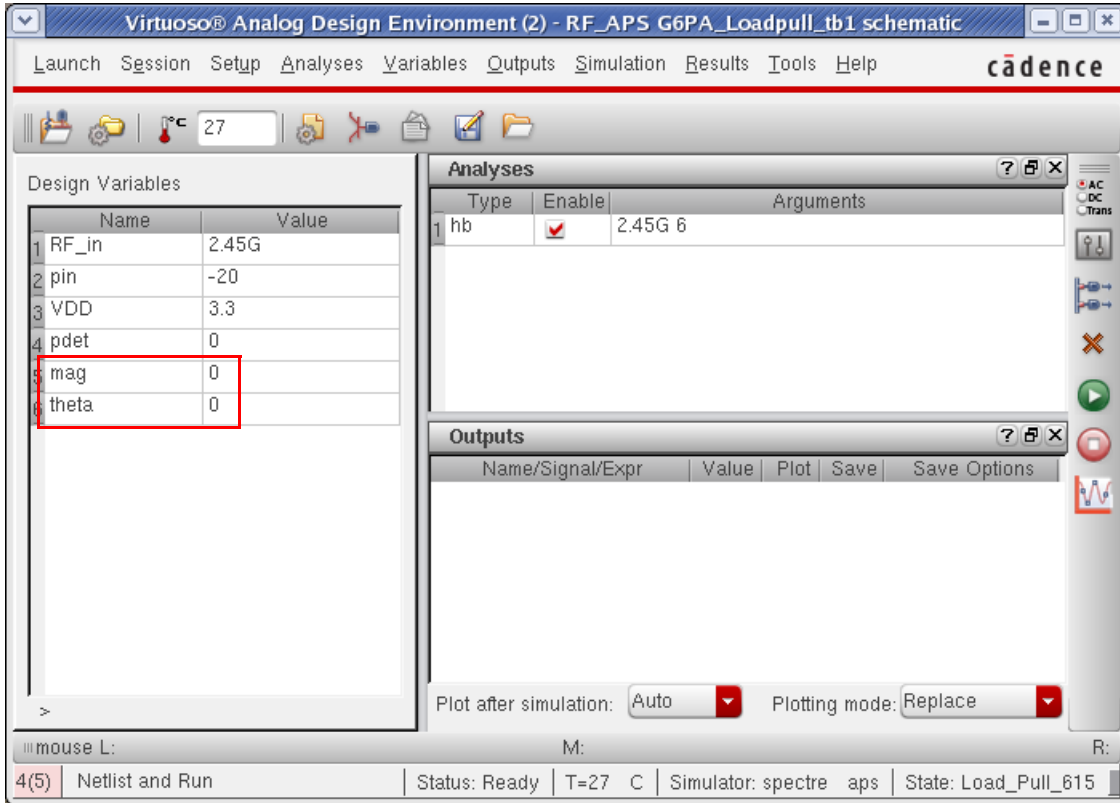 Virtuoso® Analog Design Environment (2) - RF_APS G6PA_Loadpull_tb1 schematic
Launch Session Setup Analyses Variables Outputs Simulation Results Tools Help cādence
°C 27
Design Variables
Name Value
1 RF_in 2.45G
2 pin -20
3 VDD 3.3
4 pdet 0
5 mag 0
6 theta 0
>
Analyses ?
Type Enable Arguments
1 hb 2.45G 6
AC
DC
Trans
Outputs ?
Name/Signal/Expr Value Plot Save Save Options
Plot after simulation: Auto Plotting mode: Replace
mouse L: M: R:
4(5) Netlist and Run Status: Ready T=27 C Simulator: spectre aps State: Load_Pull_615